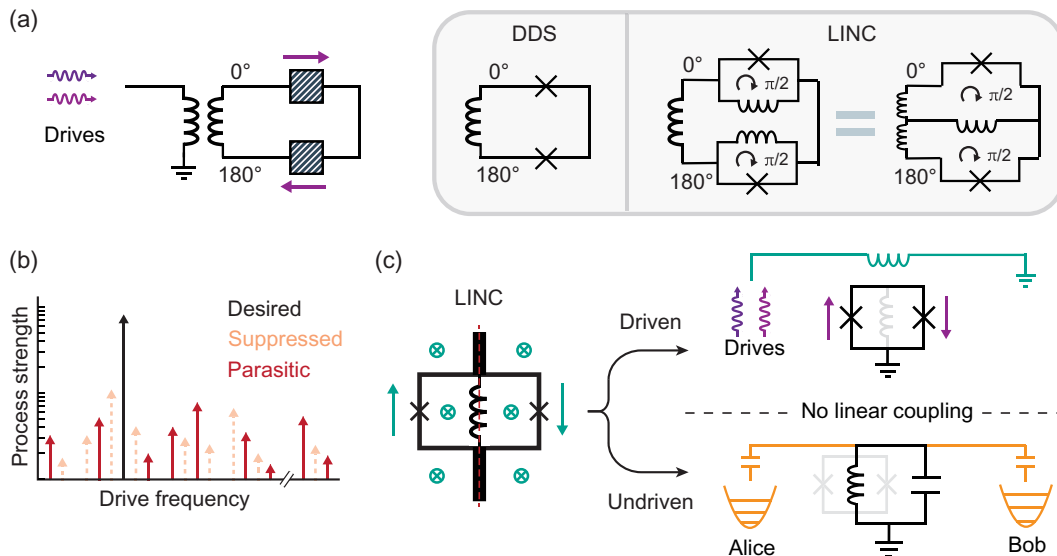 (a)
Drives
0°
180°
DDS
0°
180°
LINC
0°
π/2
π/2
180°
0°
π/2
π/2
180°
(b)
Process strength
Desired
Suppressed
Parasitic
Drive frequency
(c)
LINC
Driven
Undriven
Drives
No linear coupling
Alice
Bob